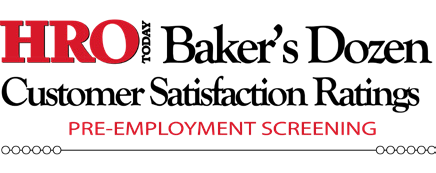 HRO TODAY Baker's Dozen
Customer Satisfaction Ratings
PRE-EMPLOYMENT SCREENING